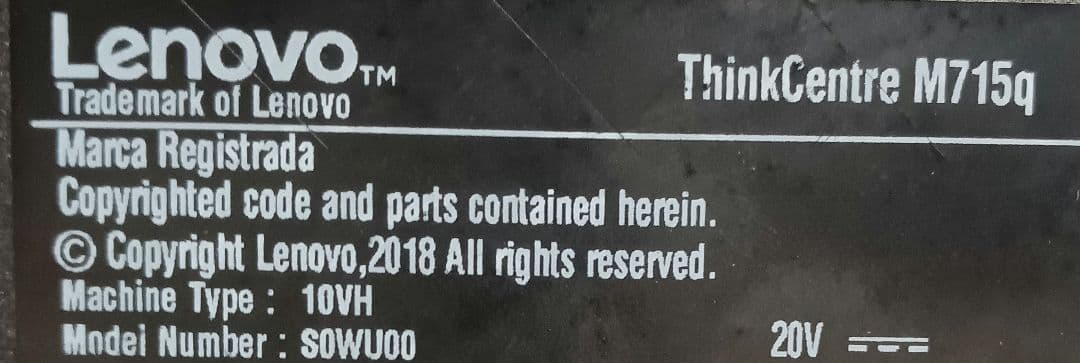 Lenovo™
Trademark of Lenovo
ThinkCentre M715q
Marca Registrada
Copyrighted code and parts contained herein.
© Copyright Lenovo,2018 All rights reserved.
Machine Type : 10VH
Model Number : S0WU00
20V ⎓